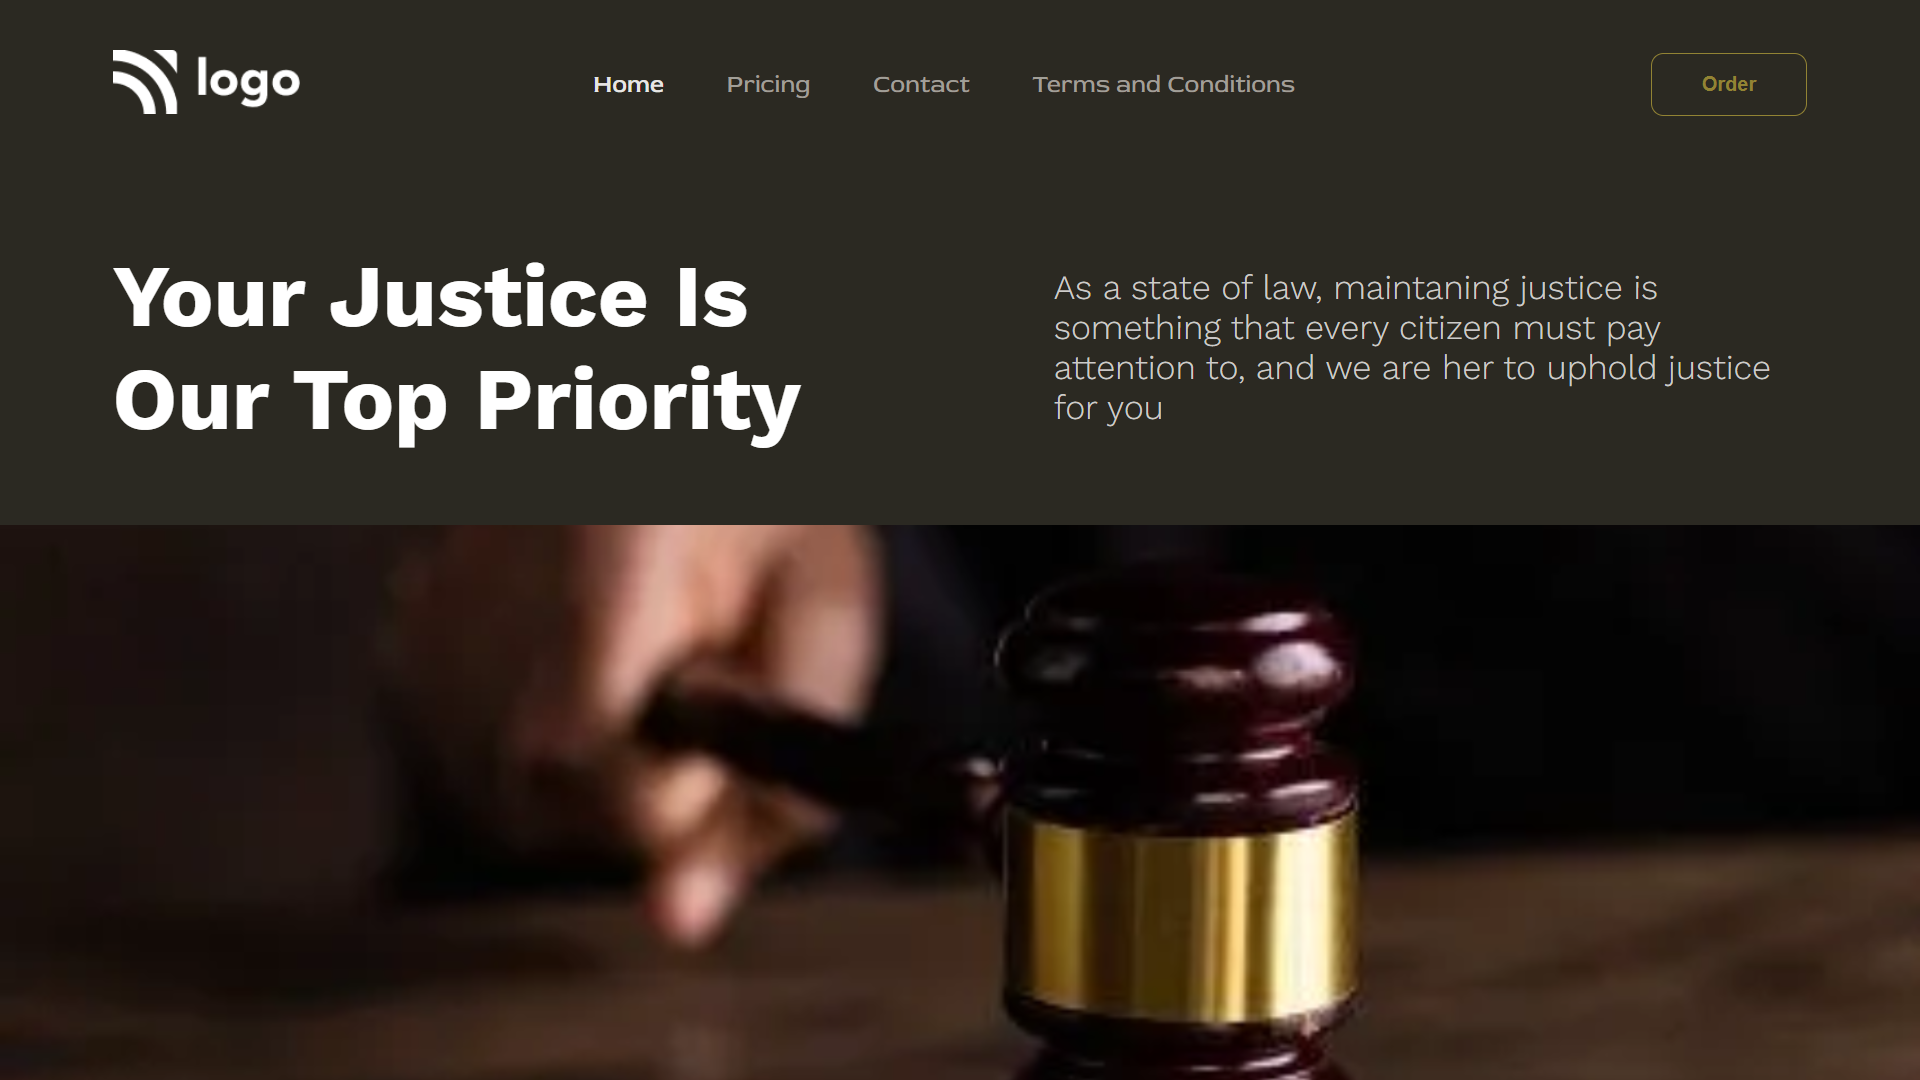 logo
Home Pricing Contact Terms and Conditions Order
Your Justice Is
Our Top Priority
As a state of law, maintaning justice is
something that every citizen must pay
attention to, and we are her to uphold justice
for you